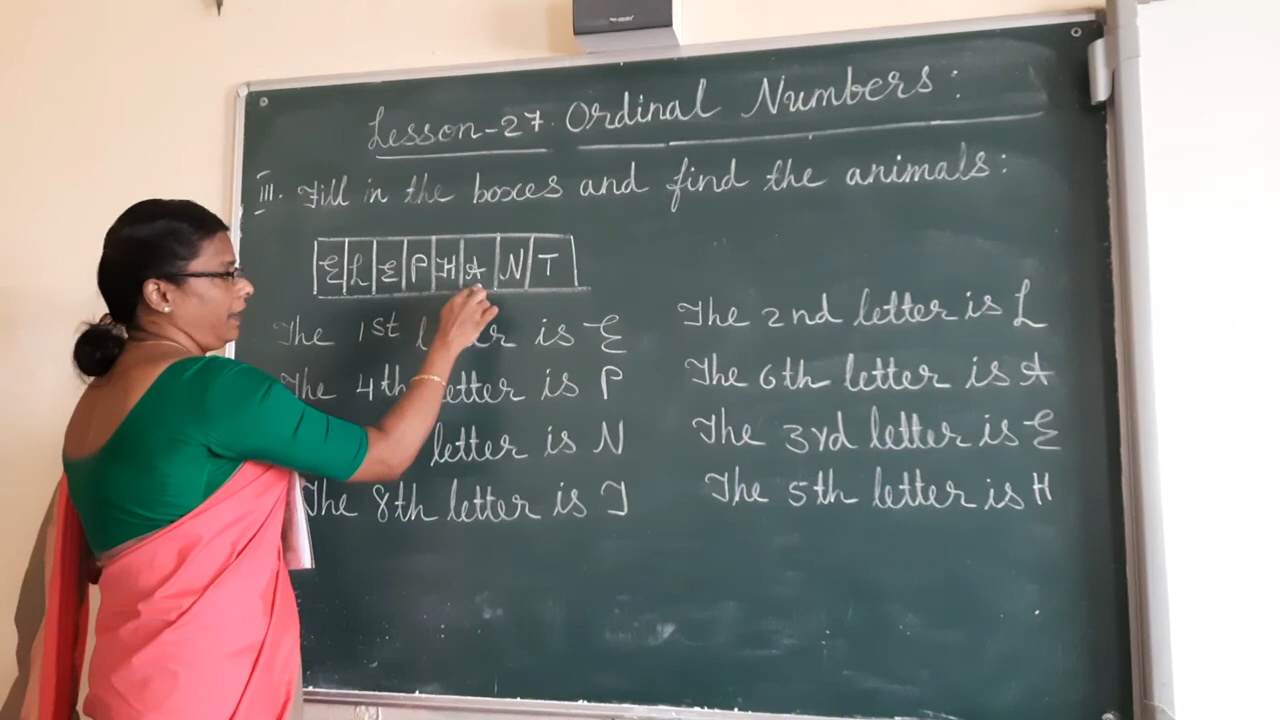 Lesson-27. Ordinal Numbers:
III. Fill in the boxes and find the animals:
E L E P H A N T
The 1st is E
The 2nd letter is L
The 4th letter is P
The 6th letter is A
letter is N
The 3rd letter is E
The 8th letter is T
The 5th letter is H